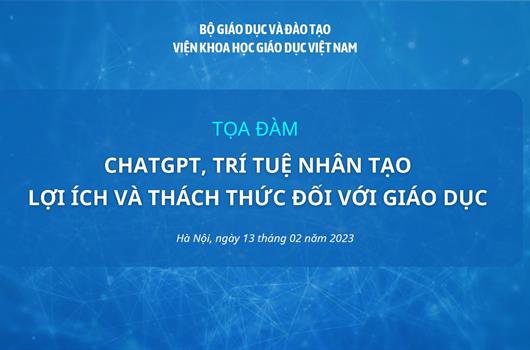 BỘ GIÁO DỤC VÀ ĐÀO TẠO
VIỆN KHOA HỌC GIÁO DỤC VIỆT NAM
TỌA ĐÀM
CHATGPT, TRÍ TUỆ NHÂN TẠO
LỢI ÍCH VÀ THÁCH THỨC ĐỐI VỚI GIÁO DỤC
Hà Nội, ngày 13 tháng 02 năm 2023